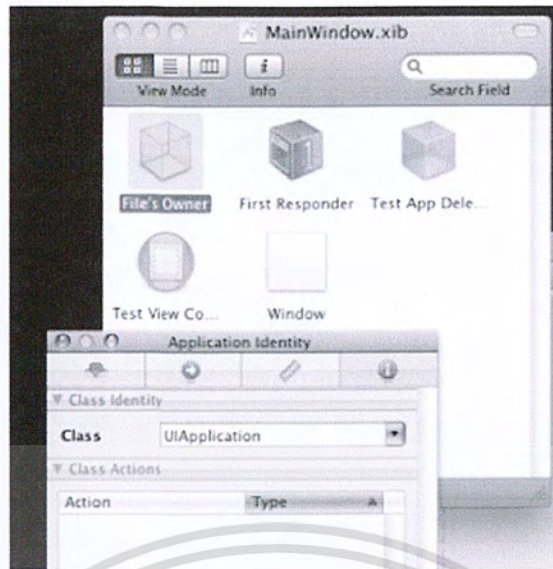 MainWindow.xib
View Mode
Info
Search Field
File's Owner
First Responder
Test App Dele...
Test View Co...
Window
Application Identity
Class Identity
Class
UIApplication
Class Actions
Action
Type